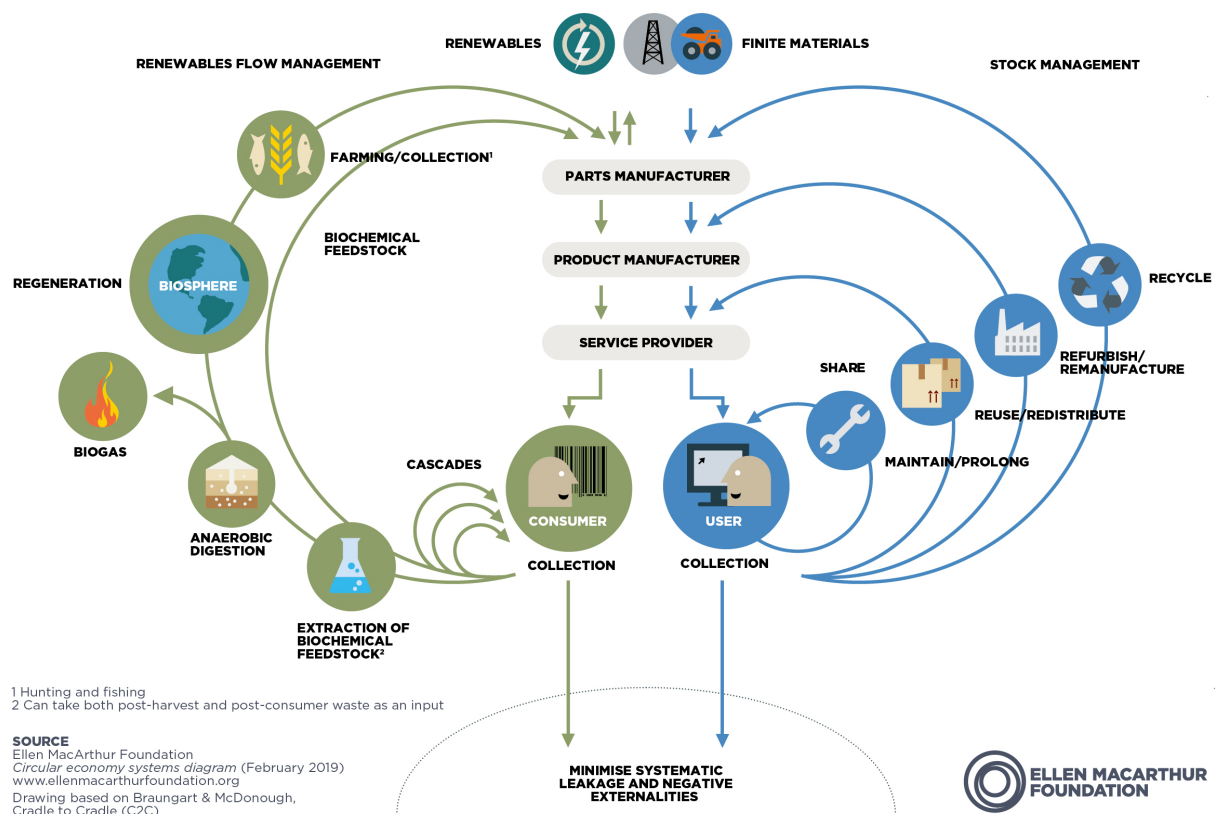 RENEWABLES
FINITE MATERIALS
RENEWABLES FLOW MANAGEMENT
STOCK MANAGEMENT
FARMING/COLLECTION¹
PARTS MANUFACTURER
BIOCHEMICAL
FEEDSTOCK
PRODUCT MANUFACTURER
REGENERATION
BIOSPHERE
RECYCLE
SERVICE PROVIDER
REFURBISH/
REMANUFACTURE
SHARE
REUSE/REDISTRIBUTE
BIOGAS
CASCADES
MAINTAIN/PROLONG
CONSUMER
USER
ANAEROBIC
DIGESTION
COLLECTION
COLLECTION
EXTRACTION OF
BIOCHEMICAL
FEEDSTOCK²
1 Hunting and fishing
2 Can take both post-harvest and post-consumer waste as an input
SOURCE
Ellen MacArthur Foundation
Circular economy systems diagram (February 2019)
www.ellenmacarthurfoundation.org
Drawing based on Braungart & McDonough,
Cradle to Cradle (C2C)
MINIMISE SYSTEMATIC
LEAKAGE AND NEGATIVE
EXTERNALITIES
ELLEN MACARTHUR
FOUNDATION